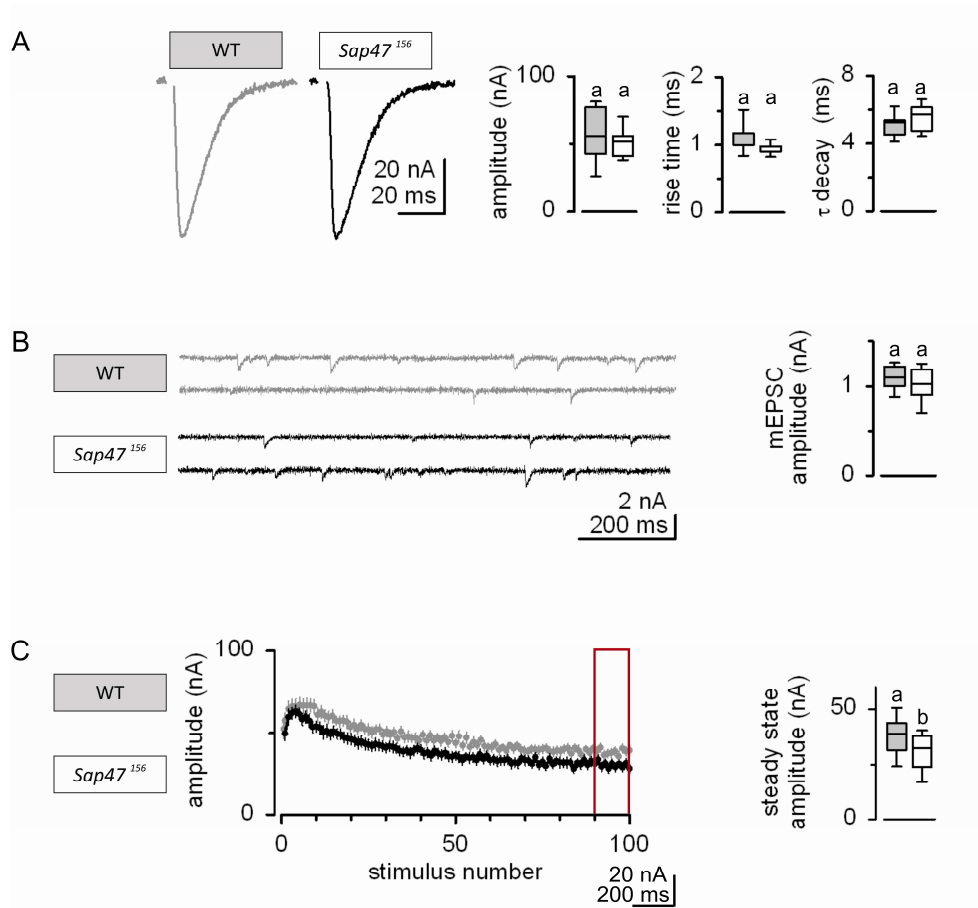 A
WT
Sap47 156
20 nA
20 ms
amplitude (nA)
100
0
a a
rise time (ms)
2
1
0
a a
τ decay (ms)
8
4
0
a a
B
WT
Sap47 156
2 nA
200 ms
mEPSC
amplitude (nA)
1
0
a a
C
WT
Sap47 156
amplitude (nA)
100
0
0 50 100
stimulus number
20 nA
200 ms
steady state
amplitude (nA)
50
0
a
b